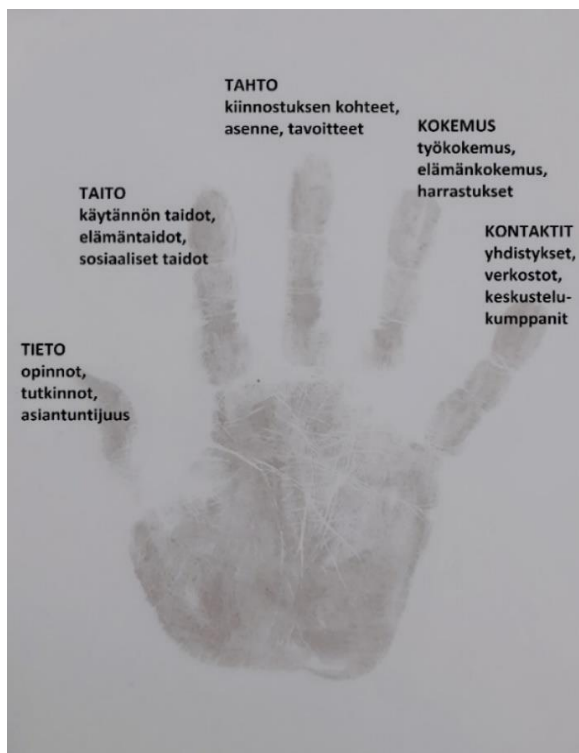 TAHTO
kiinnostuksen kohteet,
asenne, tavoitteet
KOKEMUS
työkokemus,
elämänkokemus,
harrastukset
TAITO
käytännön taidot,
elämäntaidot,
sosiaaliset taidot
KONTAKTIT
yhdistykset,
verkostot,
keskustelu-
kumppanit
TIETO
opinnot,
tutkinnot,
asiantuntijuus